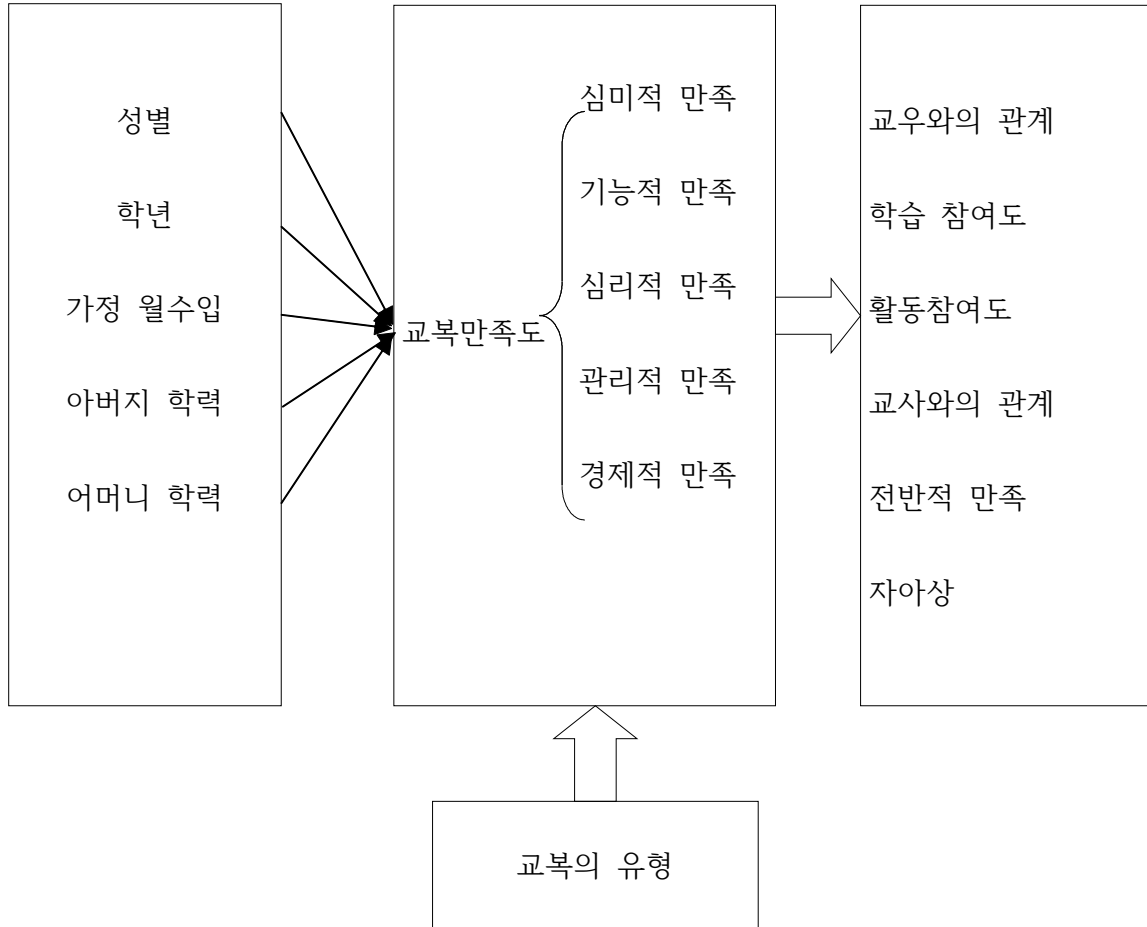 성별
학년
가정 월수입
아버지 학력
어머니 학력
교복만족도
심미적 만족
기능적 만족
심리적 만족
관리적 만족
경제적 만족
교우와의 관계
학습 참여도
활동참여도
교사와의 관계
전반적 만족
자아상
교복의 유형